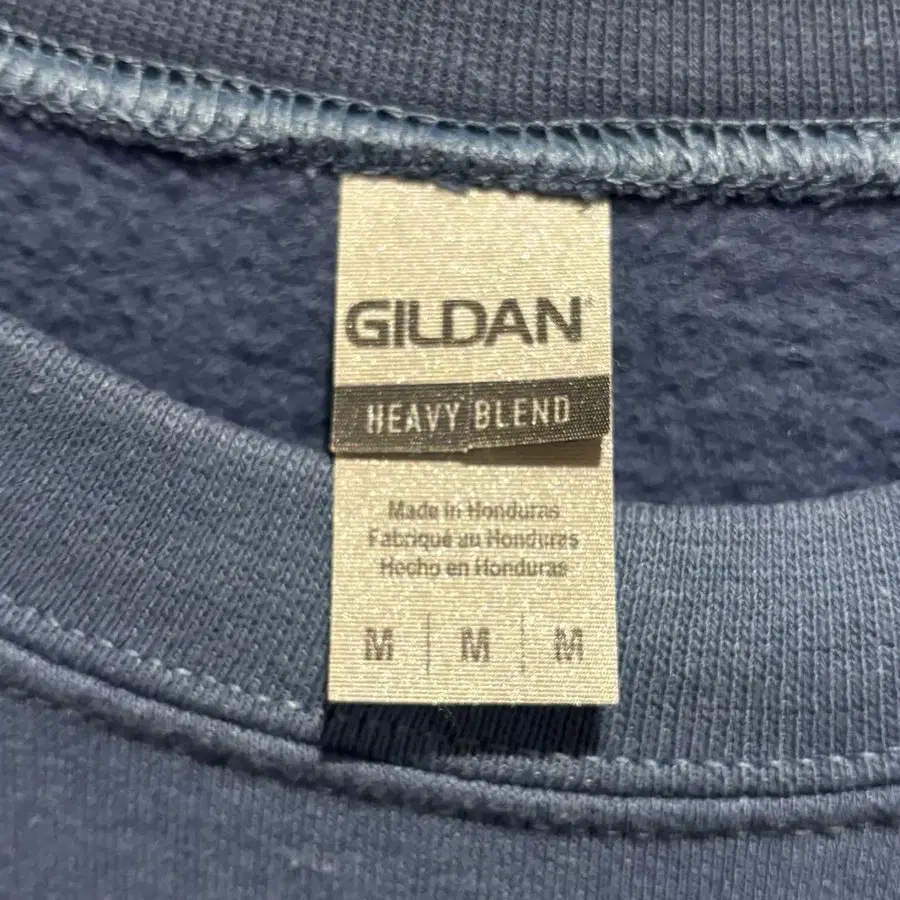 GILDAN
HEAVY BLEND
Made in Honduras
Fabriqué au Honduras
Hecho en Honduras
M | M | M